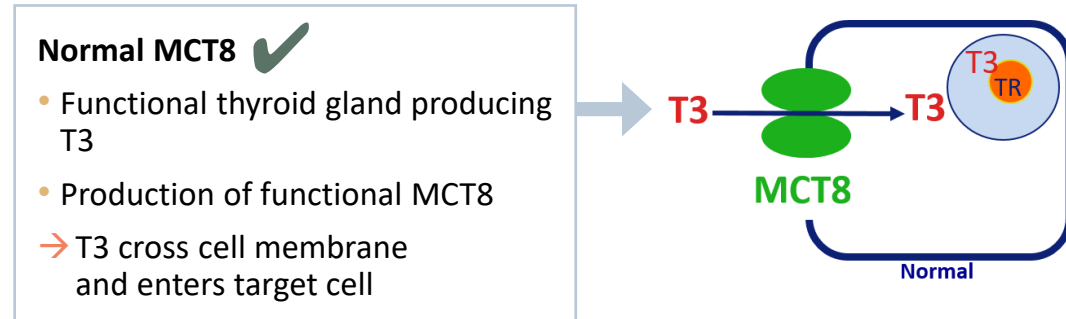 Normal MCT8
• Functional thyroid gland producing
T3
• Production of functional MCT8
→ T3 cross cell membrane
and enters target cell
T3
T3
T3
TR
MCT8
Normal